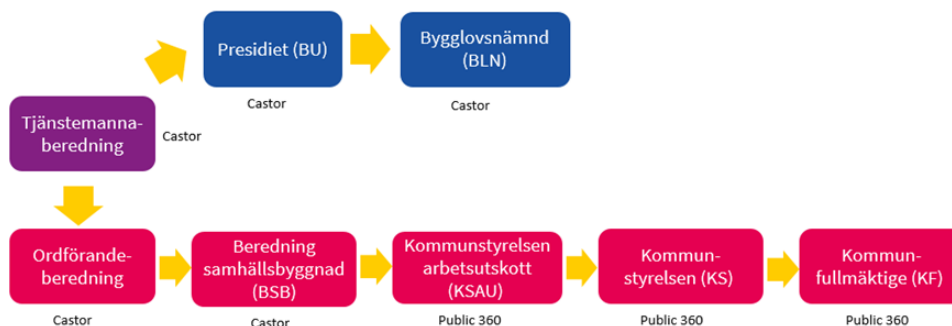 Presidiet (BU)
Bygglovsnämnd
(BLN)
Castor
Castor
Tjänstemanna-
beredning
Castor
Ordförande-
beredning
Beredning
samhällsbyggnad
(BSB)
Kommunstyrelsen
arbetsutskott
(KSAU)
Kommun-
styrelsen (KS)
Kommun-
fullmäktige (KF)
Castor
Castor
Public 360
Public 360
Public 360